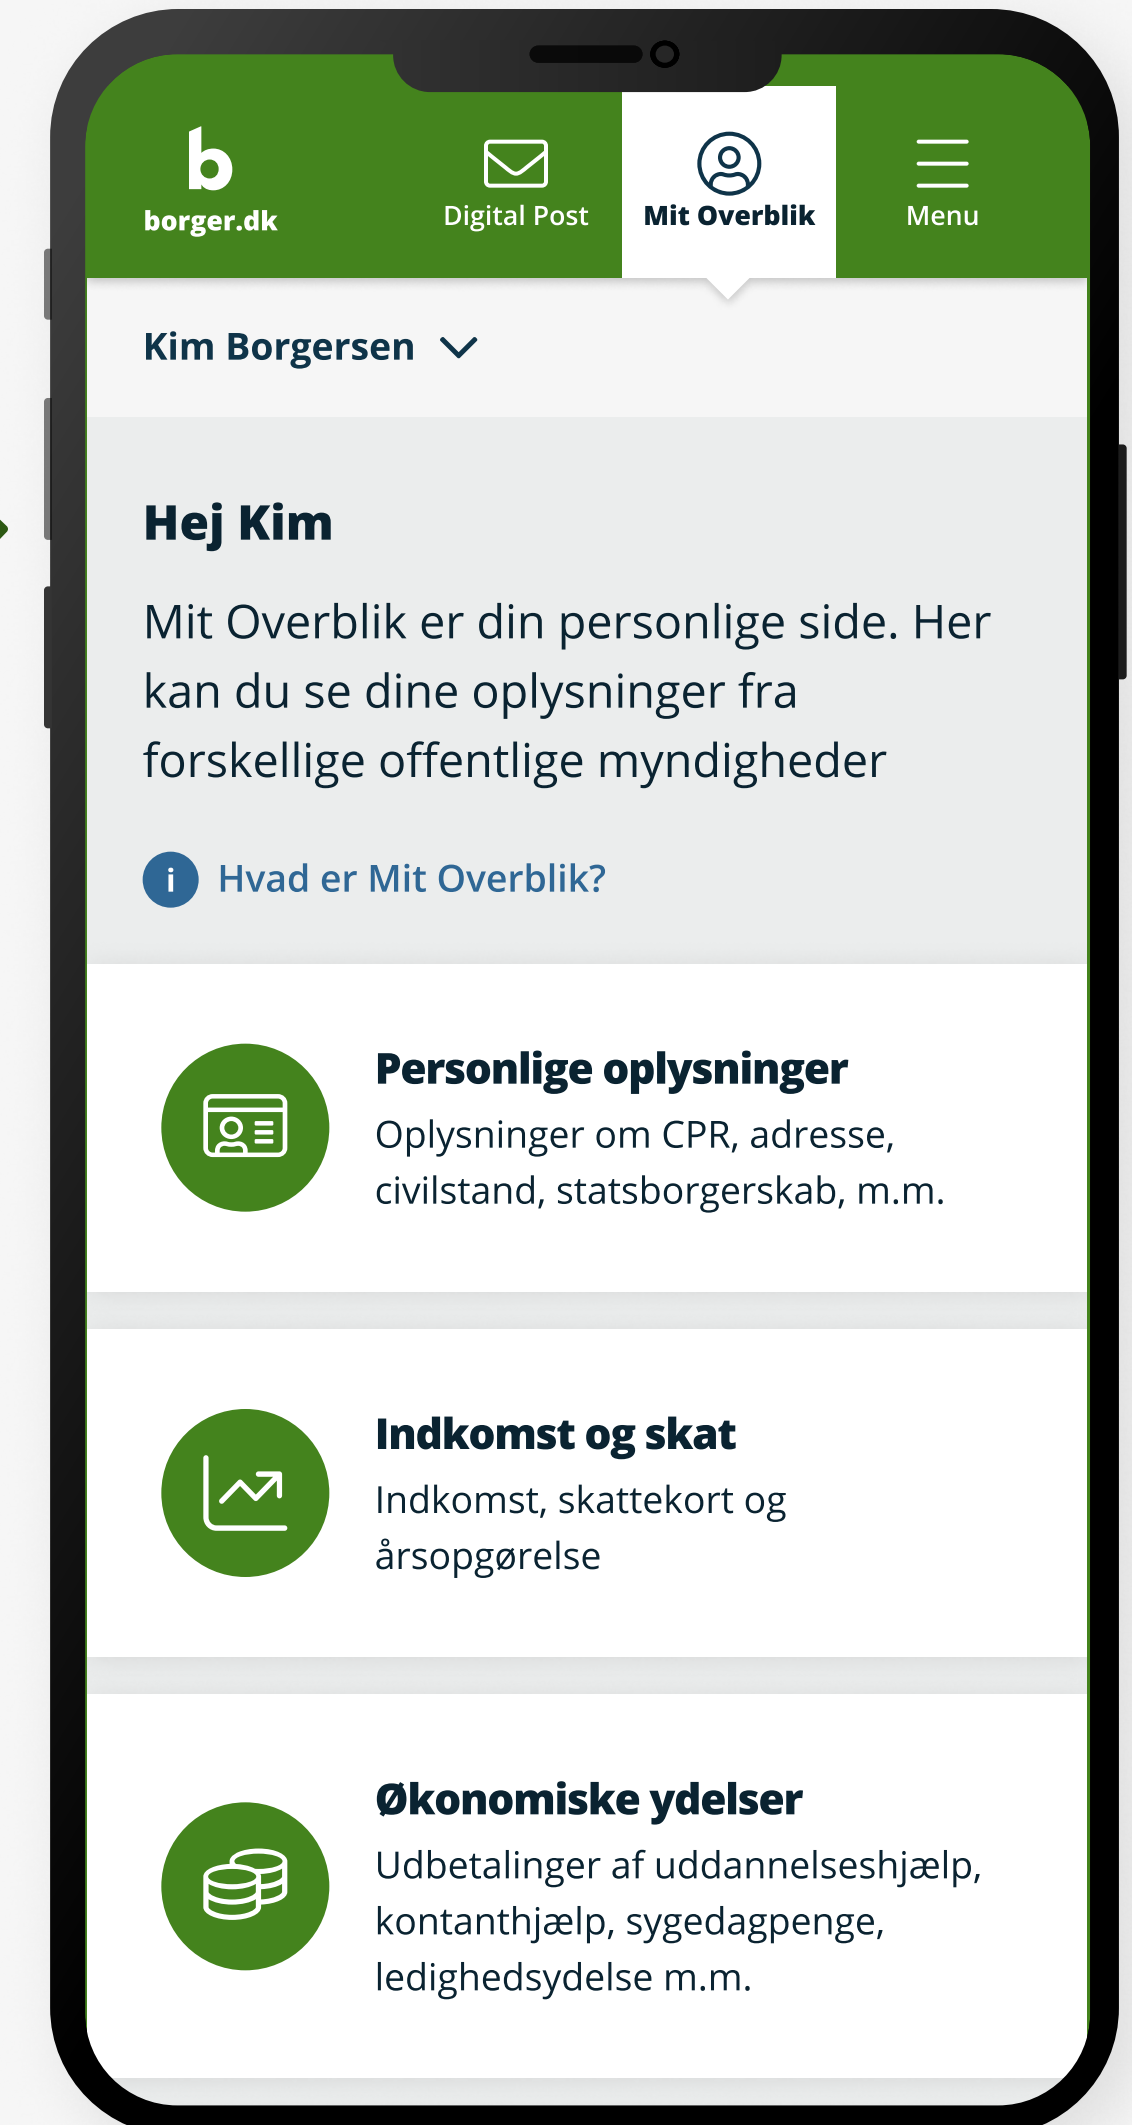 b
borger.dk
Digital Post
Mit Overblik
Menu
Kim Borgersen
Hej Kim
Mit Overblik er din personlige side. Her
kan du se dine oplysninger fra
forskellige offentlige myndigheder
i
Hvad er Mit Overblik?
Personlige oplysninger
Oplysninger om CPR, adresse,
civilstand, statsborgerskab, m.m.
Indkomst og skat
Indkomst, skattekort og
årsopgørelse
Økonomiske ydelser
Udbetalinger af uddannelseshjælp,
kontanthjælp, sygedagpenge,
ledighedsydelse m.m.